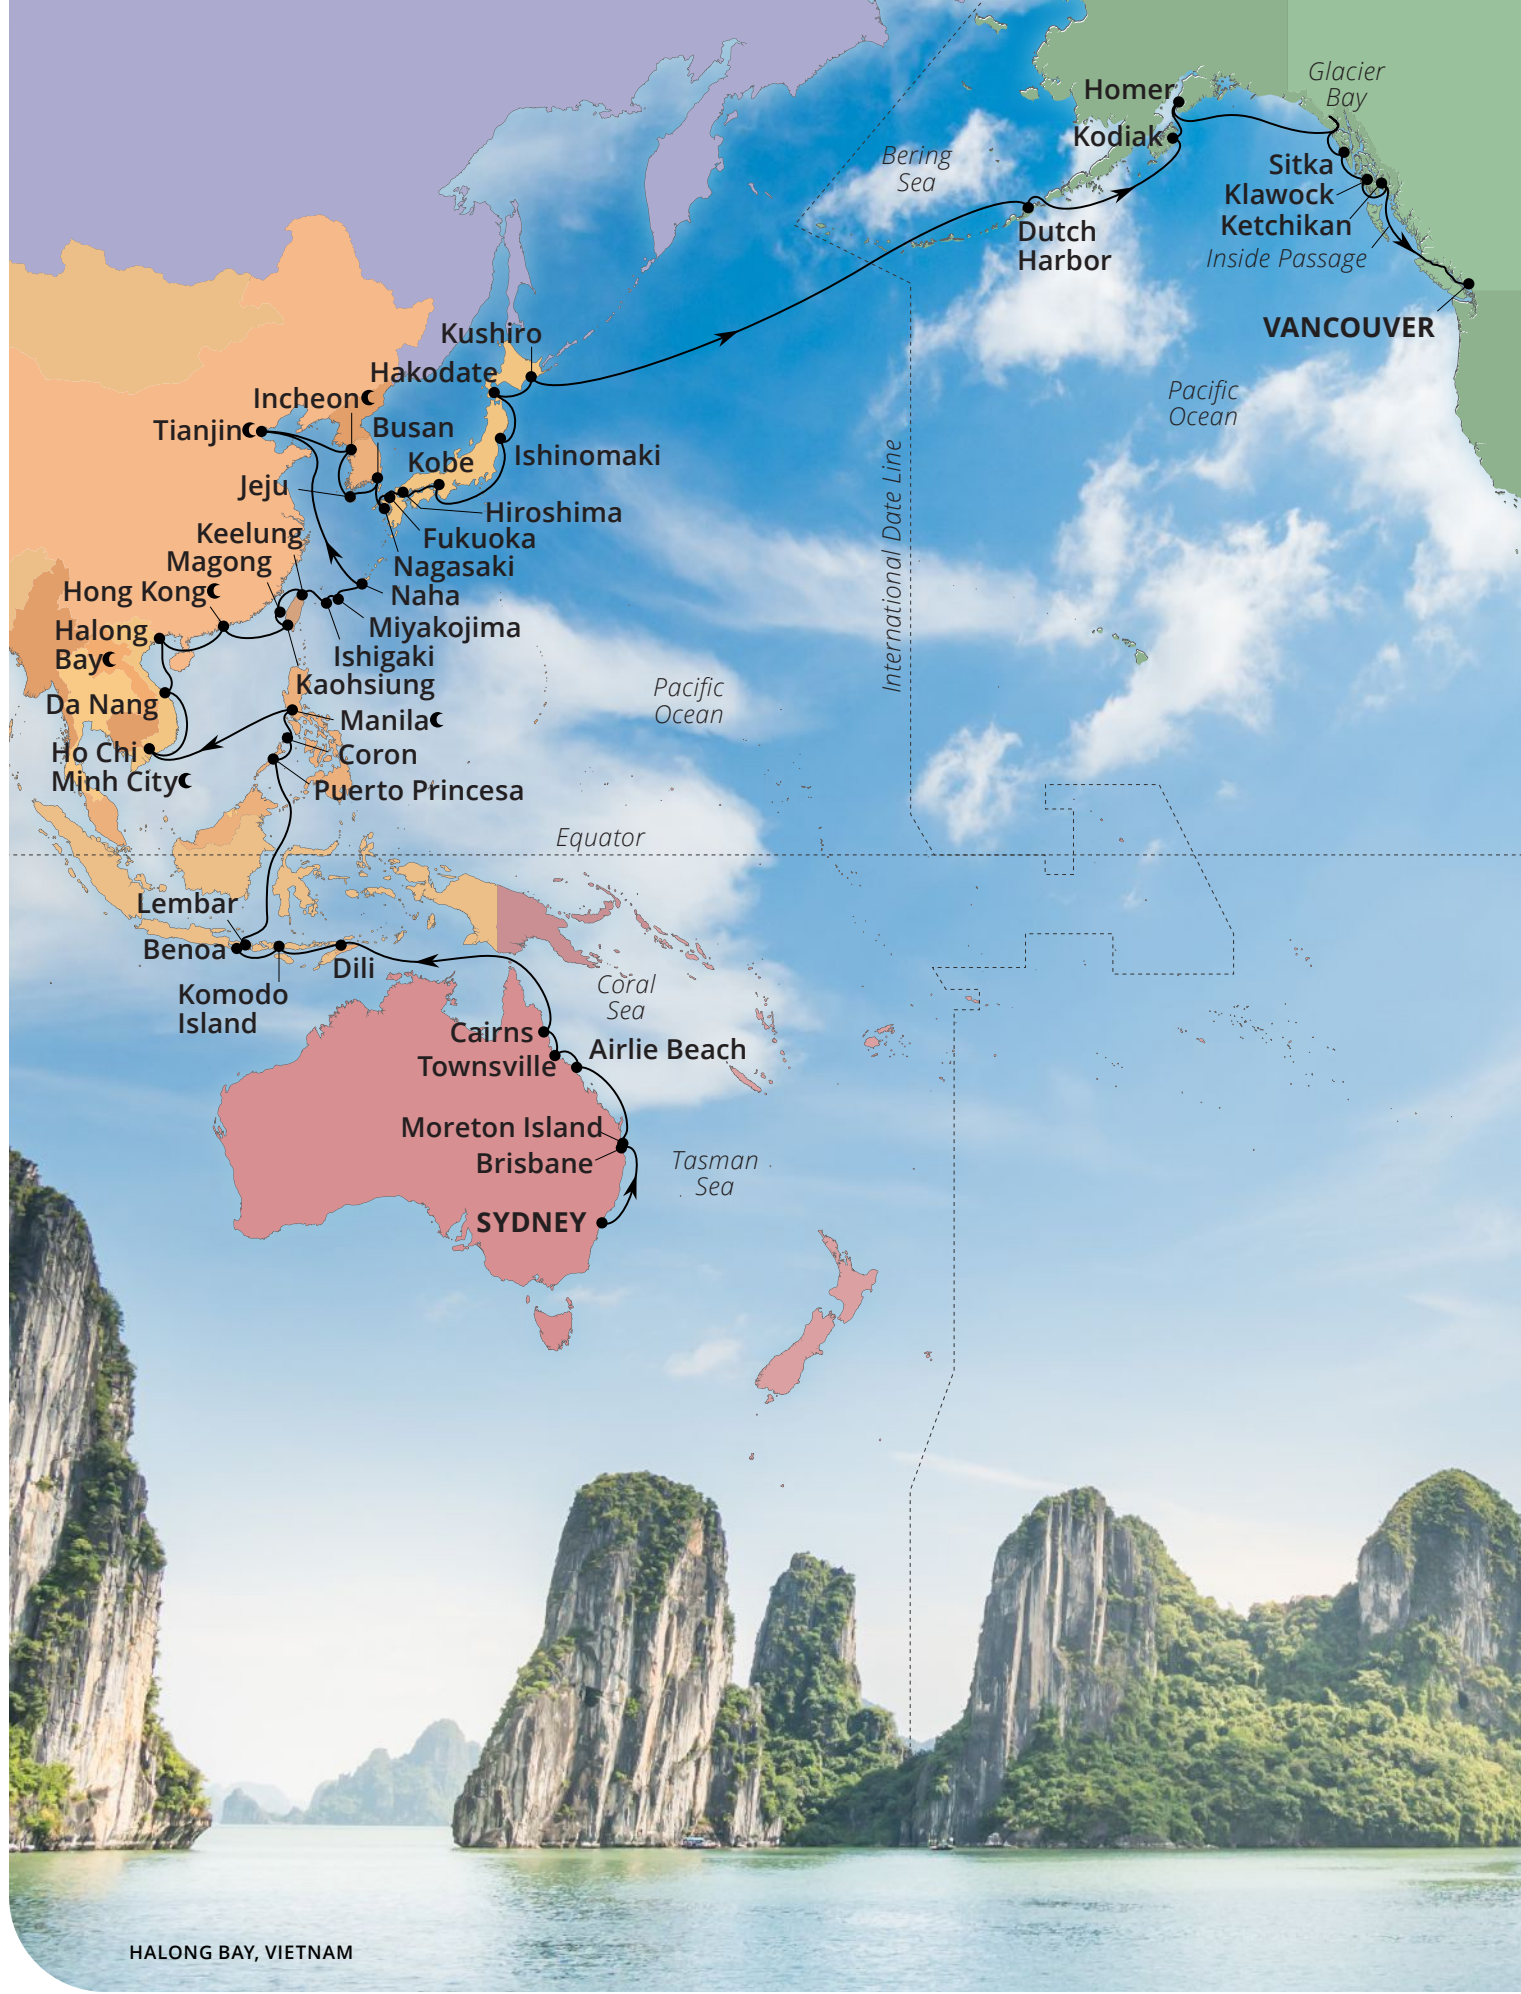 Glacier
Bay
Homer
Kodiak
Bering
Sea
Sitka
Klawock
Ketchikan
Inside Passage
Dutch
Harbor
VANCOUVER
Kushiro
Hakodate
Incheon
Tianjin
Busan
Pacific
Ocean
Kobe
Ishinomaki
Jeju
Hiroshima
Keelung
Fukuoka
Magong
Nagasaki
Hong Kong
Naha
International Date Line
Halong
Bay
Miyakojima
Ishigaki
Kaohsiung
Da Nang
Pacific
Ocean
Manila
Ho Chi
Minh City
Coron
Puerto Princesa
Equator
Lembar
Benoa
Dili
Komodo
Island
Coral
Sea
Cairns
Airlie Beach
Townsville
Moreton Island
Brisbane
Tasman
Sea
SYDNEY
HALONG BAY, VIETNAM